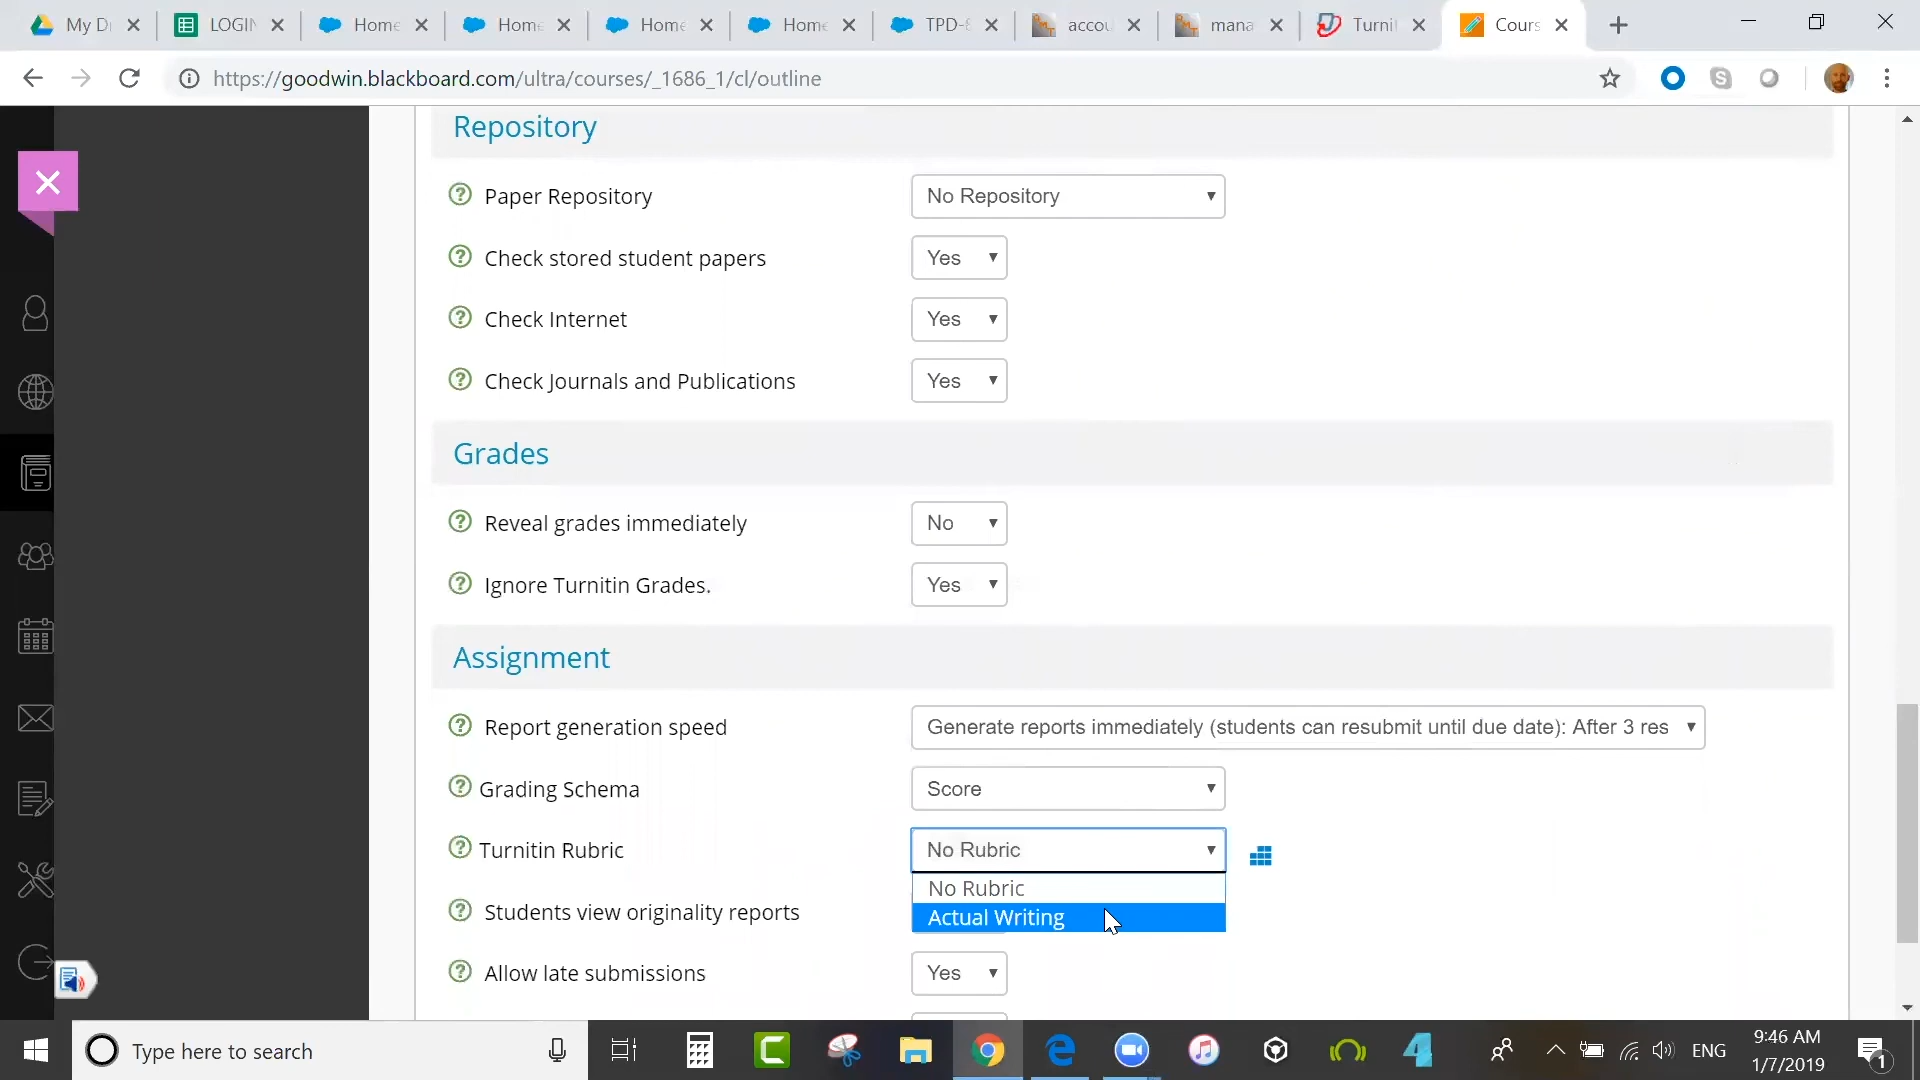 My D
LOGIN
Home
Home
Home
Home
TPD-8
accou
mana
Turnit
Cours
https://goodwin.blackboard.com/ultra/courses/_1686_1/cl/outline
Repository
Paper Repository No Repository
Check stored student papers Yes
Check Internet Yes
Check Journals and Publications Yes
Grades
Reveal grades immediately No
Ignore Turnitin Grades. Yes
Assignment
Report generation speed Generate reports immediately (students can resubmit until due date): After 3 res
Grading Schema Score
Turnitin Rubric No Rubric
No Rubric
Actual Writing
Students view originality reports
Allow late submissions Yes
Type here to search
ENG
9:46 AM
1/7/2019
1